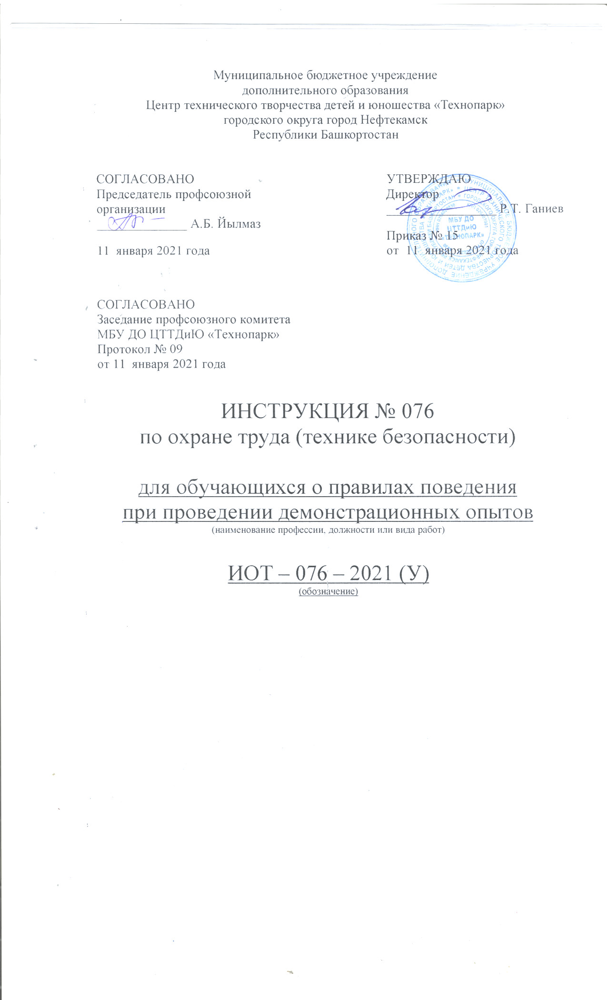 Муниципальное бюджетное учреждение
дополнительного образования
Центр технического творчества детей и юношества «Технопарк»
городского округа город Нефтекамск
Республики Башкортостан
СОГЛАСОВАНО
Председатель профсоюзной
организации
______________ А.Б. Йылмаз
11 января 2021 года
УТВЕРЖДАЮ
Директор
_________________ Р.Т. Ганиев
Приказ № 15
от 11 января 2021 года
МБУ ДО
ЦТТДиЮ
«ТЕХНОПАРК»
СОГЛАСОВАНО
Заседание профсоюзного комитета
МБУ ДО ЦТТДиЮ «Технопарк»
Протокол № 09
от 11 января 2021 года
ИНСТРУКЦИЯ № 076
по охране труда (технике безопасности)
для обучающихся о правилах поведения
при проведении демонстрационных опытов
(наименование профессии, должности или вида работ)
ИОТ – 076 – 2021 (У)
(обозначение)